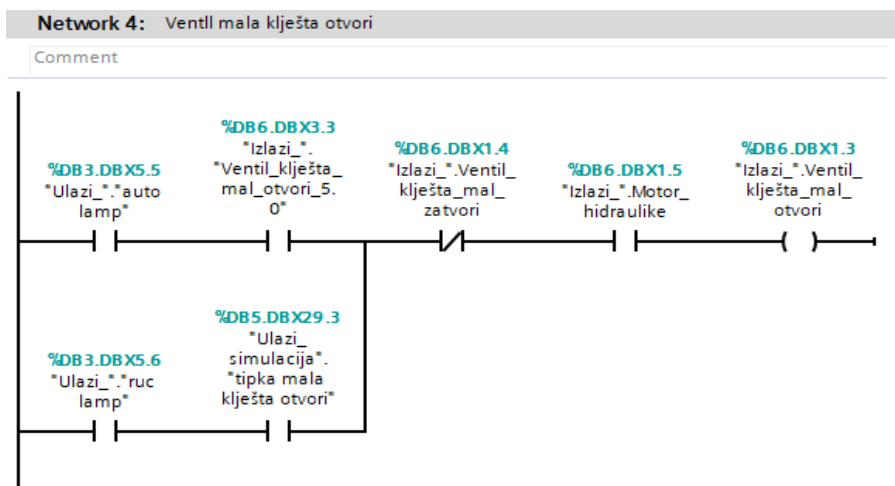 Network 4: Ventll mala klješta otvori
Comment
%DB3.DBX5.5
"Ulazi_"."auto
lamp"
%DB6.DBX3.3
"Izlazi_".
"Ventil_klješta_
mal_otvori_5.
0"
%DB6.DBX1.4
"Izlazi_".Ventil_
klješta_mal_
zatvori
%DB6.DBX1.5
"Izlazi_".Motor_
hidraulike
%DB6.DBX1.3
"Izlazi_".Ventil_
klješta_mal_
otvori
%DB3.DBX5.6
"Ulazi_"."ruc
lamp"
%DB5.DBX29.3
"Ulazi_
simulacija".
"tipka mala
klješta otvori"